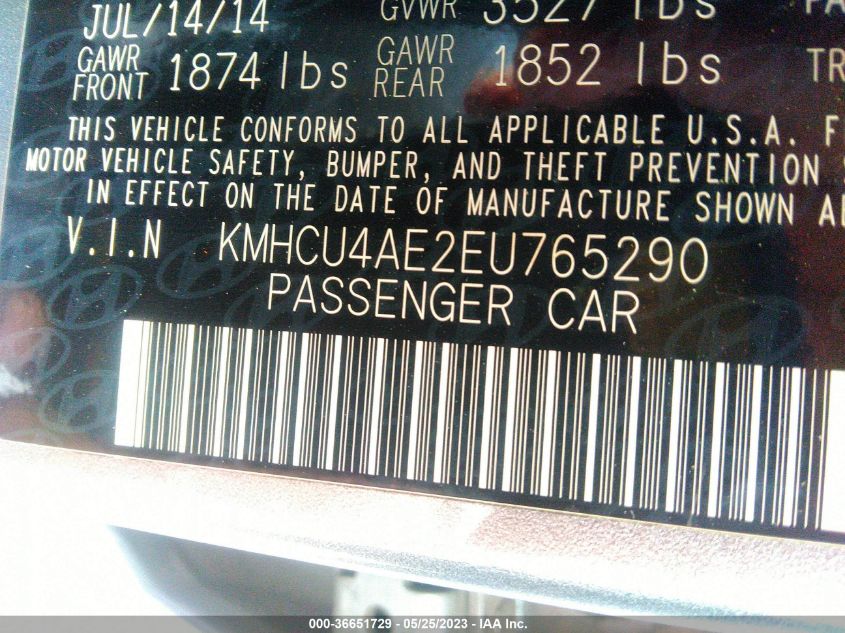 JUL/14/14 GVWR 3527 lbs
GAWR FRONT 1874 lbs GAWR REAR 1852 lbs
THIS VEHICLE CONFORMS TO ALL APPLICABLE U.S.A. F
MOTOR VEHICLE SAFETY, BUMPER, AND THEFT PREVENTION
IN EFFECT ON THE DATE OF MANUFACTURE SHOWN
V.I.N KMHCU4AE2EU765290
PASSENGER CAR
000-36651729 — 05/25/2023 — IAA Inc.